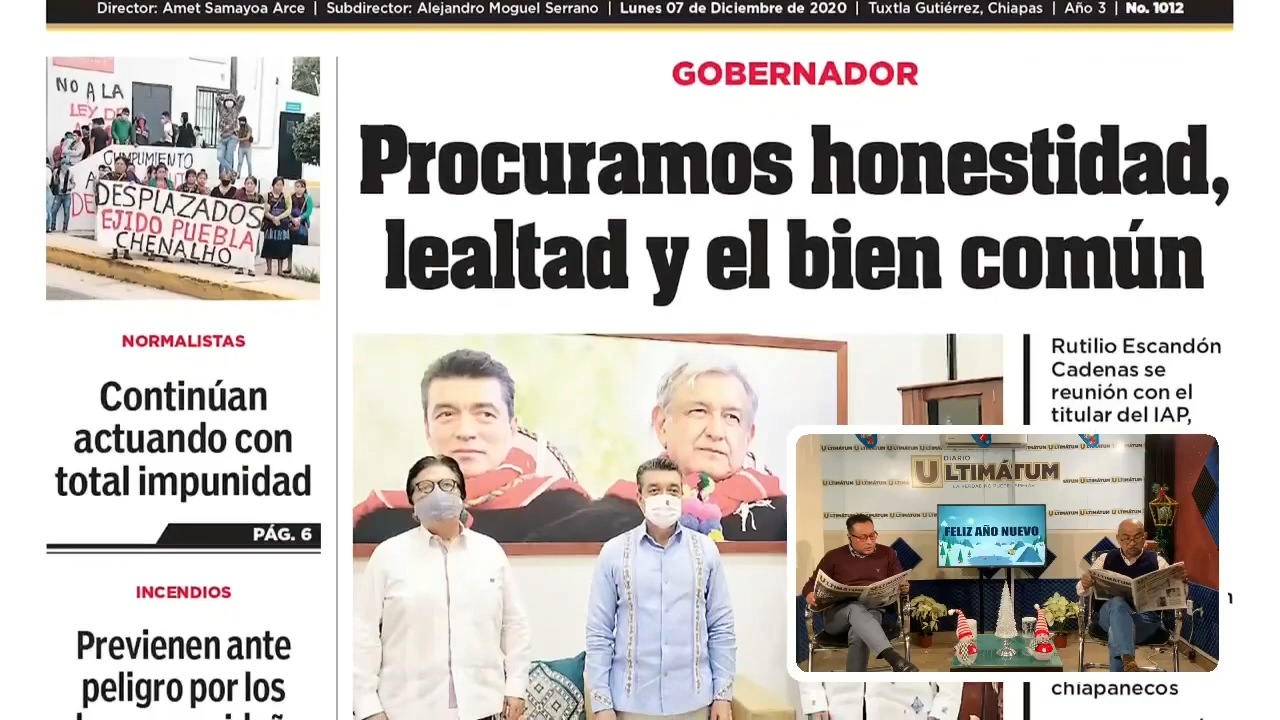 Director: Amet Samayoa Arce | Subdirector: Alejandro Moguel Serrano | Lunes 07 de Diciembre de 2020 | Tuxtla Gutiérrez, Chiapas | Año 3 | No. 1012
NO A LA
LEY DE
CUMPLIMIENTO
DESPLAZADOS
EJIDO PUEBLA
CHENALHO
NORMALISTAS
Continúan
actuando con
total impunidad
PÁG. 6
INCENDIOS
Previenen ante
peligro por los
GOBERNADOR
Procuramos honestidad,
lealtad y el bien común
Rutilio Escandón
Cadenas se
reunión con el
titular del IAP,
chiapanecos
DIARIO
ULTIMÁTUM
FELIZ AÑO NUEVO
ULTIMÁTUM